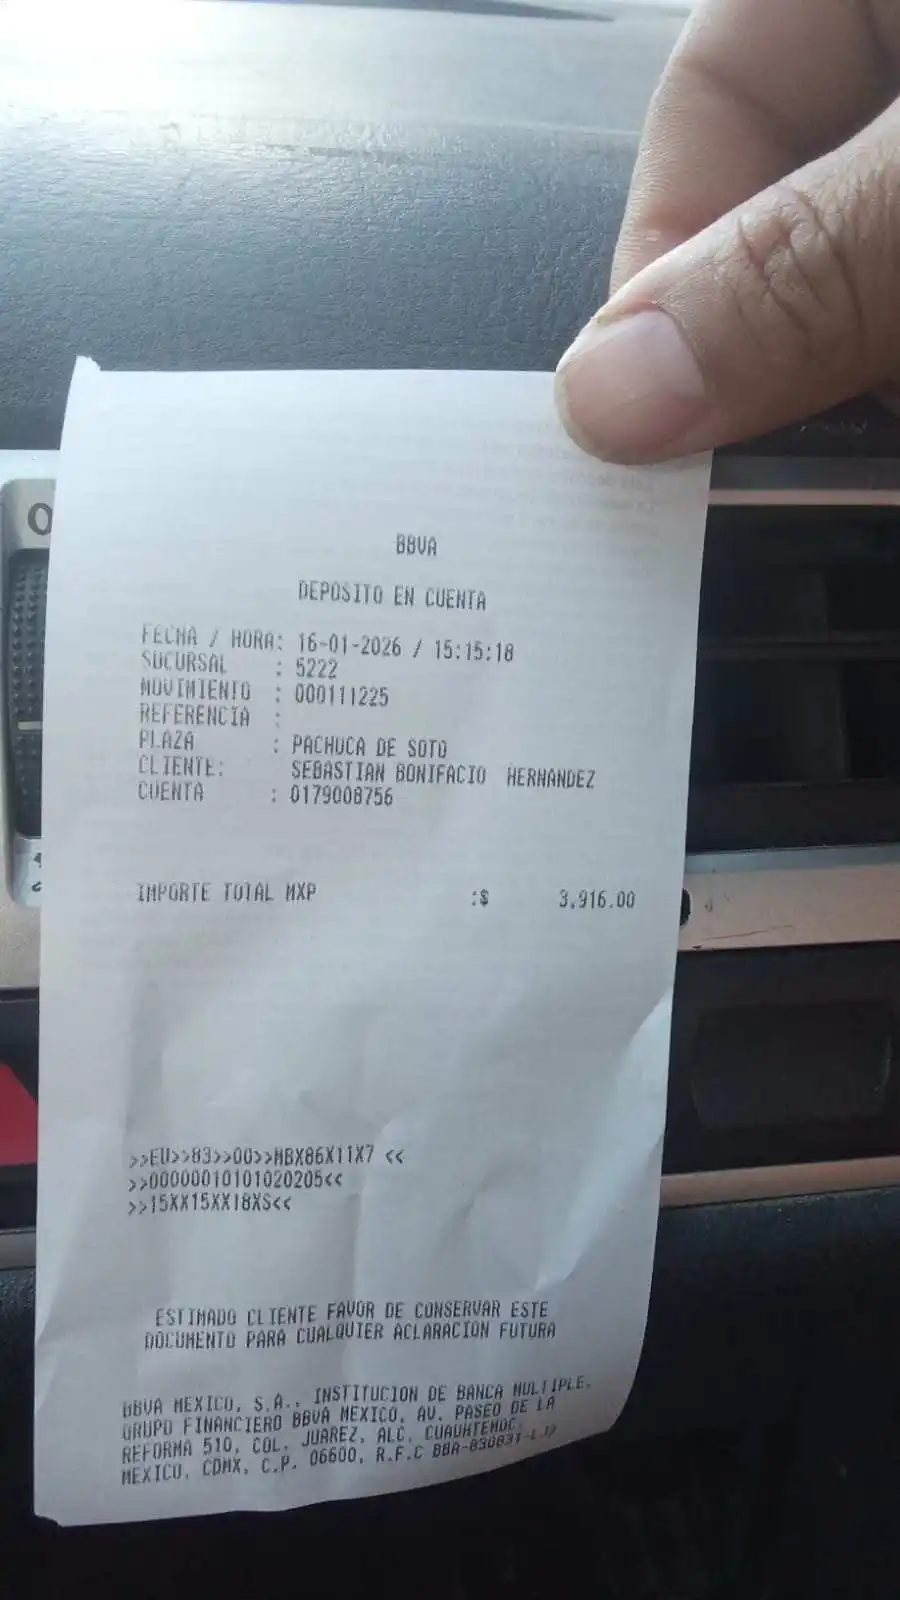 BBVA
DEPOSITO EN CUENTA
FECHA / HORA: 16-01-2026 / 15:15:18
SUCURSAL : 5222
MOVIMIENTO : 000111225
REFERENCIA :
PLAZA : PACHUCA DE SOTO
CLIENTE: SEBASTIAN BONIFACIO HERNANDEZ
CUENTA : 0179008756
IMPORTE TOTAL MXP :$ 3,916.00
>>EU>>83>>00>>MBX86X11X7 <<
>>00000010101020205<<
>>15XX15XX18XS<<
ESTIMADO CLIENTE FAVOR DE CONSERVAR ESTE
DOCUMENTO PARA CUALQUIER ACLARACION FUTURA
BBVA MEXICO, S.A., INSTITUCION DE BANCA MULTIPLE,
GRUPO FINANCIERO BBVA MEXICO, AV. PASEO DE LA
REFORMA 510, COL. JUAREZ, ALC. CUAUHTEMOC,
MEXICO, CDMX, C.P. 06600, R.F.C BBA-830831-LJ2